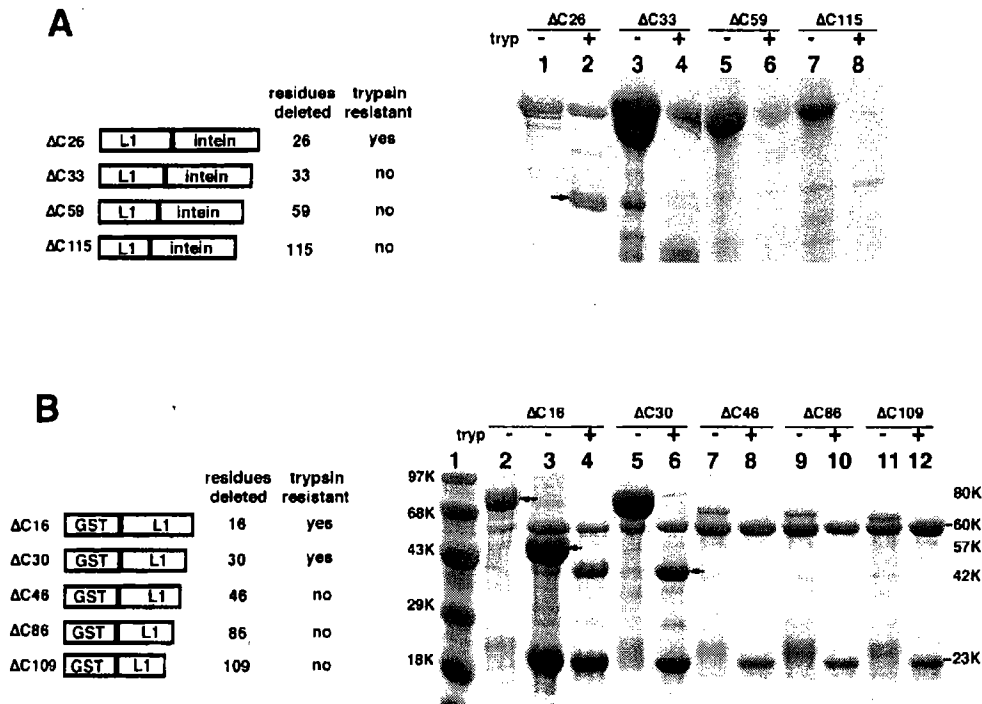 A
ΔC26 ΔC33 ΔC59 ΔC115
tryp - + - + - + - +
1 2 3 4 5 6 7 8
residues deleted trypsin resistant
ΔC26 L1 intein 26 yes
ΔC33 L1 intein 33 no
ΔC59 L1 intein 59 no
ΔC115 L1 intein 115 no
B
ΔC16 ΔC30 ΔC46 ΔC86 ΔC109
tryp - - + - + - + - + - +
1 2 3 4 5 6 7 8 9 10 11 12
residues deleted trypsin resistant
ΔC16 GST L1 16 yes
ΔC30 GST L1 30 yes
ΔC46 GST L1 46 no
ΔC86 GST L1 86 no
ΔC109 GST L1 109 no
97K
68K
43K
29K
18K
80K
60K
57K
42K
23K